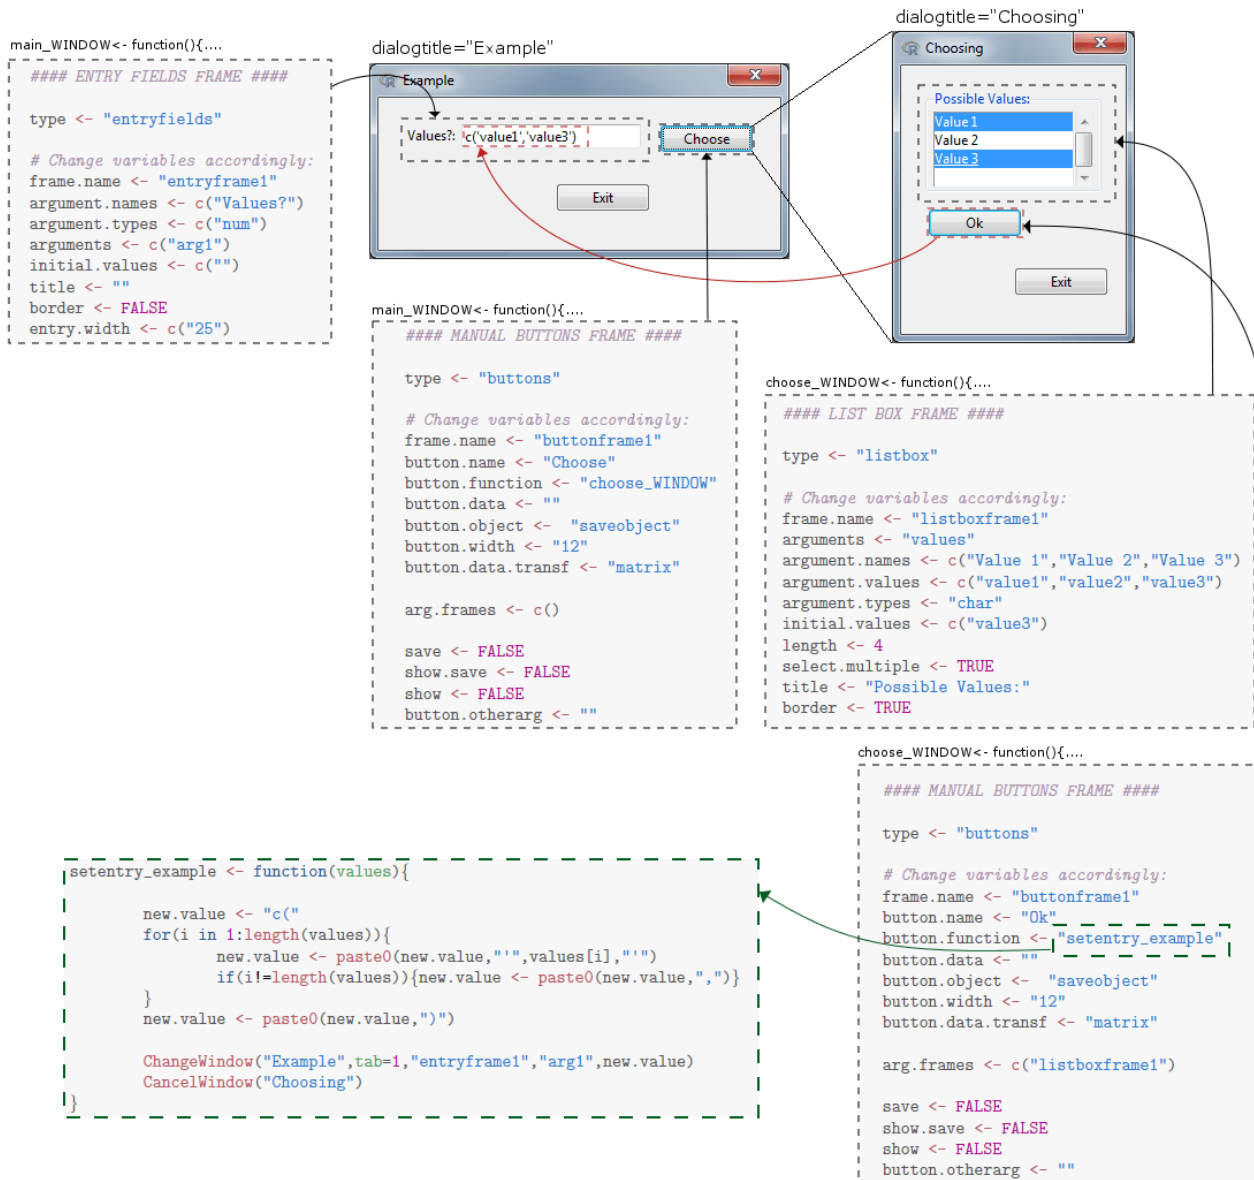 main_WINDOW<- function(){....
#### ENTRY FIELDS FRAME ####
type <- "entryfields"
# Change variables accordingly:
frame.name <- "entryframe1"
argument.names <- c("Values?")
argument.types <- c("num")
arguments <- c("arg1")
initial.values <- c("")
title <- ""
border <- FALSE
entry.width <- c("25")
dialogtitle="Example"
Example
Values?: c('value1','value3')
Choose
Exit
dialogtitle="Choosing"
Choosing
Possible Values:
Value 1
Value 2
Value 3
Ok
Exit
main_WINDOW<- function(){....
#### MANUAL BUTTONS FRAME ####
type <- "buttons"
# Change variables accordingly:
frame.name <- "buttonframe1"
button.name <- "Choose"
button.function <- "choose_WINDOW"
button.data <- ""
button.object <-  "saveobject"
button.width <- "12"
button.data.transf <- "matrix"
arg.frames <- c()
save <- FALSE
show.save <- FALSE
show <- FALSE
button.otherarg <- ""
choose_WINDOW<- function(){....
#### LIST BOX FRAME ####
type <- "listbox"
# Change variables accordingly:
frame.name <- "listboxframe1"
arguments <- "values"
argument.names <- c("Value 1","Value 2","Value 3")
argument.values <- c("value1","value2","value3")
argument.types <- "char"
initial.values <- c("value3")
length <- 4
select.multiple <- TRUE
title <- "Possible Values:"
border <- TRUE
choose_WINDOW<- function(){....
#### MANUAL BUTTONS FRAME ####
type <- "buttons"
# Change variables accordingly:
frame.name <- "buttonframe1"
button.name <- "Ok"
button.function <- "setentry_example"
button.data <- ""
button.object <-  "saveobject"
button.width <- "12"
button.data.transf <- "matrix"
arg.frames <- c("listboxframe1")
save <- FALSE
show.save <- FALSE
show <- FALSE
button.otherarg <- ""
setentry_example <- function(values){
new.value <- "c("
for(i in 1:length(values)){
new.value <- paste0(new.value,"'",values[i],"'")
if(i!=length(values)){new.value <- paste0(new.value,",")}
}
new.value <- paste0(new.value,")")
ChangeWindow("Example",tab=1,"entryframe1","arg1",new.value)
CancelWindow("Choosing")
}